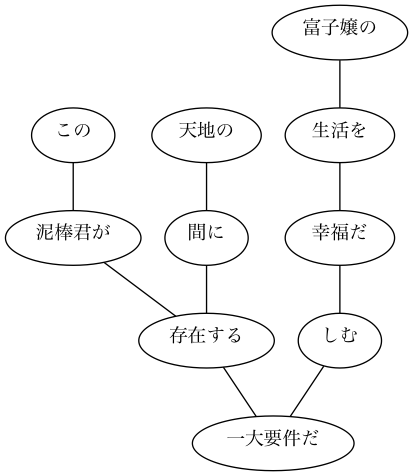 富子嬢の
この
天地の
生活を
泥棒君が
間に
幸福だ
存在する
しむ
一大要件だ